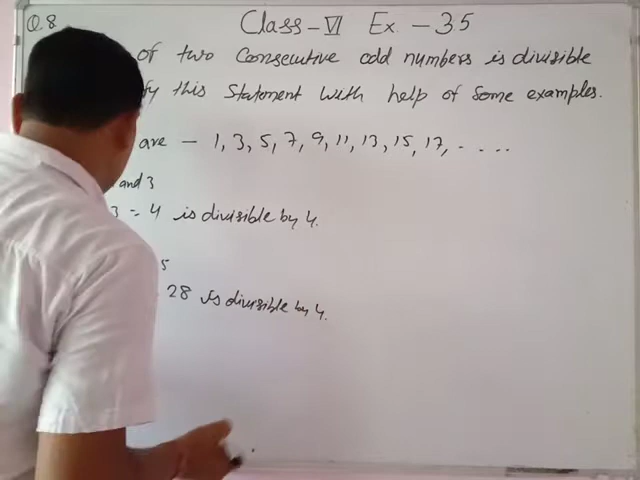 Q.8 Class-VI Ex-35
of two Consecutive odd numbers is divisible
this Statement with help of Some examples.
are - 1, 3, 5, 7, 9, 11, 13, 15, 17, ....
and 3
3 = 4 is divisible by 4.
5
28 is divisible by 4.